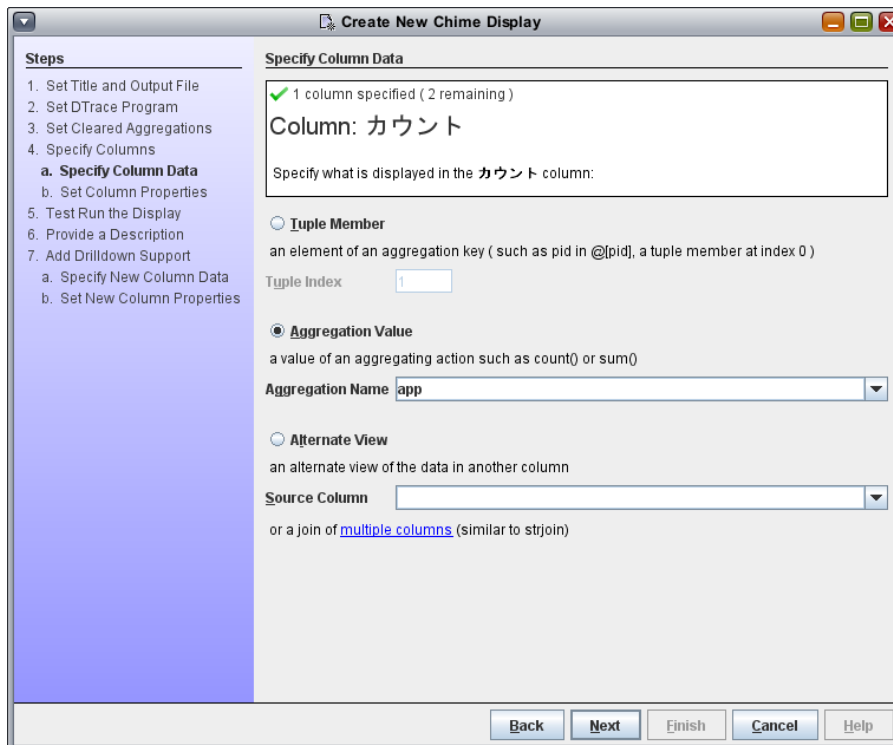 Create New Chime Display
Steps
1. Set Title and Output File
2. Set DTrace Program
3. Set Cleared Aggregations
4. Specify Columns
a. Specify Column Data
b. Set Column Properties
5. Test Run the Display
6. Provide a Description
7. Add Drilldown Support
a. Specify New Column Data
b. Set New Column Properties
Specify Column Data
1 column specified ( 2 remaining )
Column: カウント
Specify what is displayed in the カウント column:
Tuple Member
an element of an aggregation key ( such as pid in @[pid], a tuple member at index 0 )
Tuple Index 1
Aggregation Value
a value of an aggregating action such as count() or sum()
Aggregation Name app
Alternate View
an alternate view of the data in another column
Source Column
or a join of multiple columns (similar to strjoin)
Back Next Finish Cancel Help